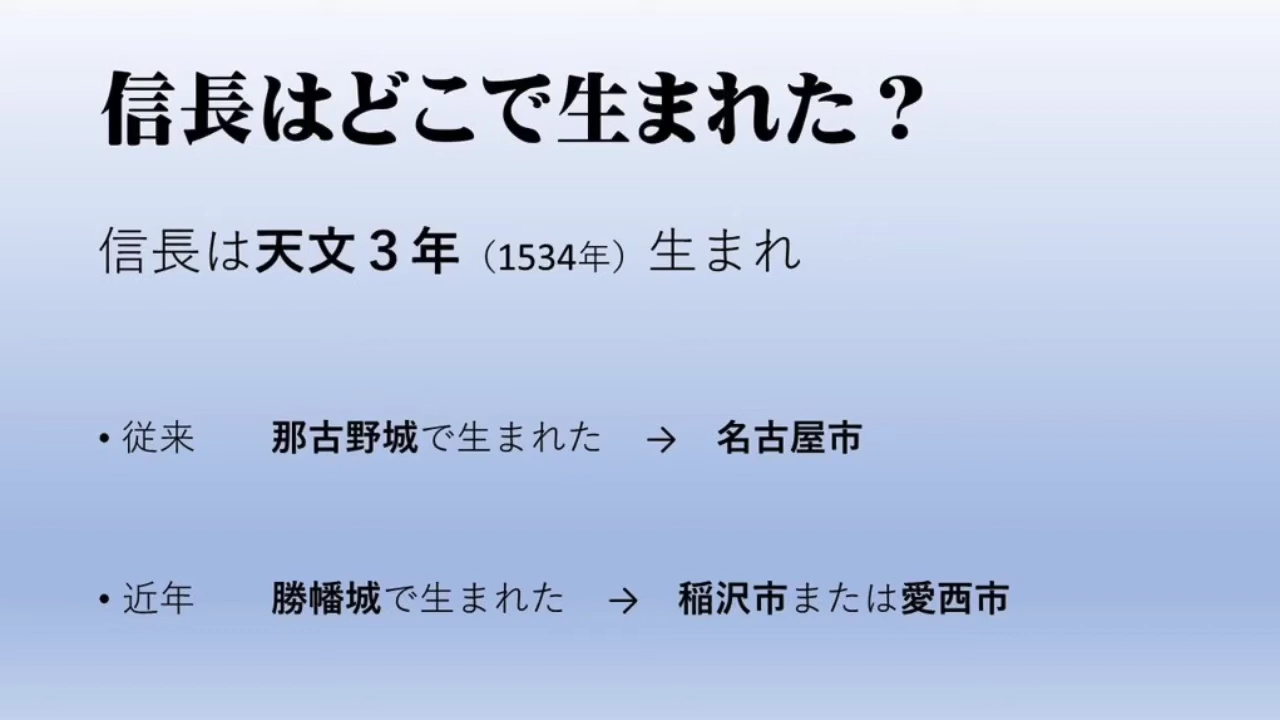 信長はどこで生まれた？
信長は天文３年（1534年）生まれ
• 従来　　那古野城で生まれた　→　名古屋市
• 近年　　勝幡城で生まれた　→　稲沢市または愛西市